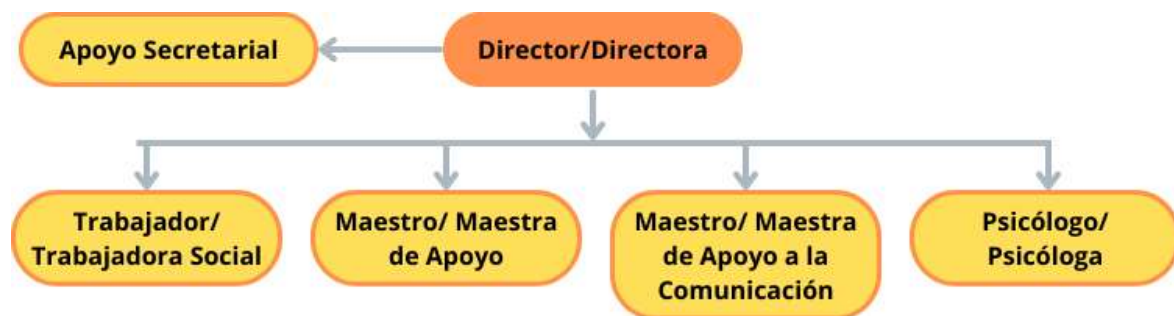 Apoyo Secretarial
Director/Directora
Trabajador/
Trabajadora Social
Maestro/ Maestra
de Apoyo
Maestro/ Maestra
de Apoyo a la
Comunicación
Psicólogo/
Psicóloga